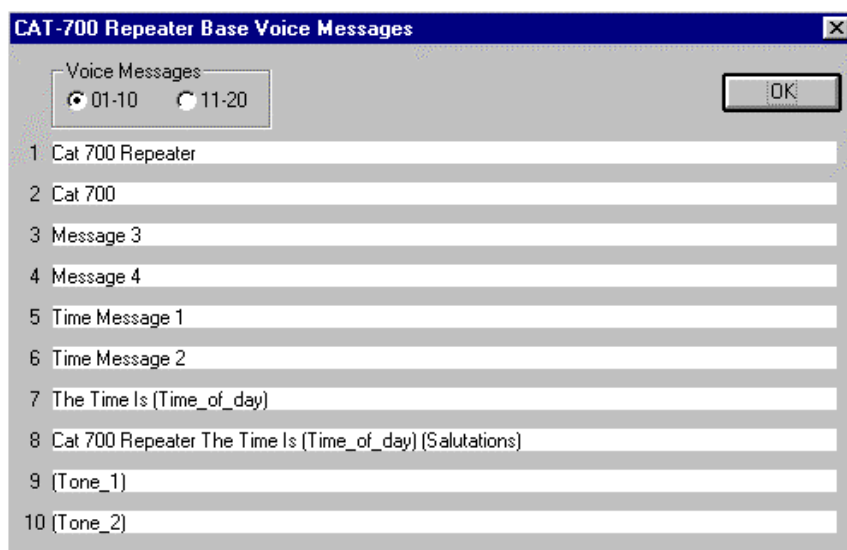 CAT-700 Repeater Base Voice Messages
Voice Messages
01-10 11-20
OK
1 Cat 700 Repeater
2 Cat 700
3 Message 3
4 Message 4
5 Time Message 1
6 Time Message 2
7 The Time Is (Time_of_day)
8 Cat 700 Repeater The Time Is (Time_of_day) (Salutations)
9 (Tone_1)
10 (Tone_2)